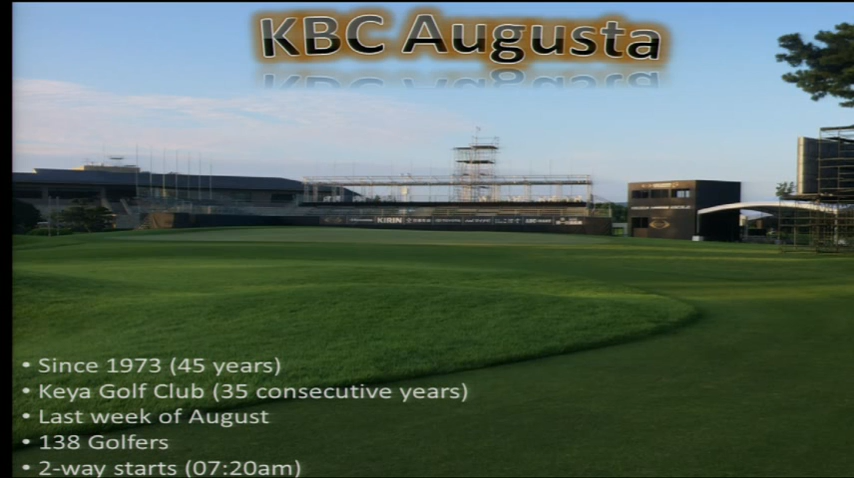 KBC Augusta
KIRIN
• Since 1973 (45 years)
• Keya Golf Club (35 consecutive years)
• Last week of August
• 138 Golfers
• 2-way starts (07:20am)